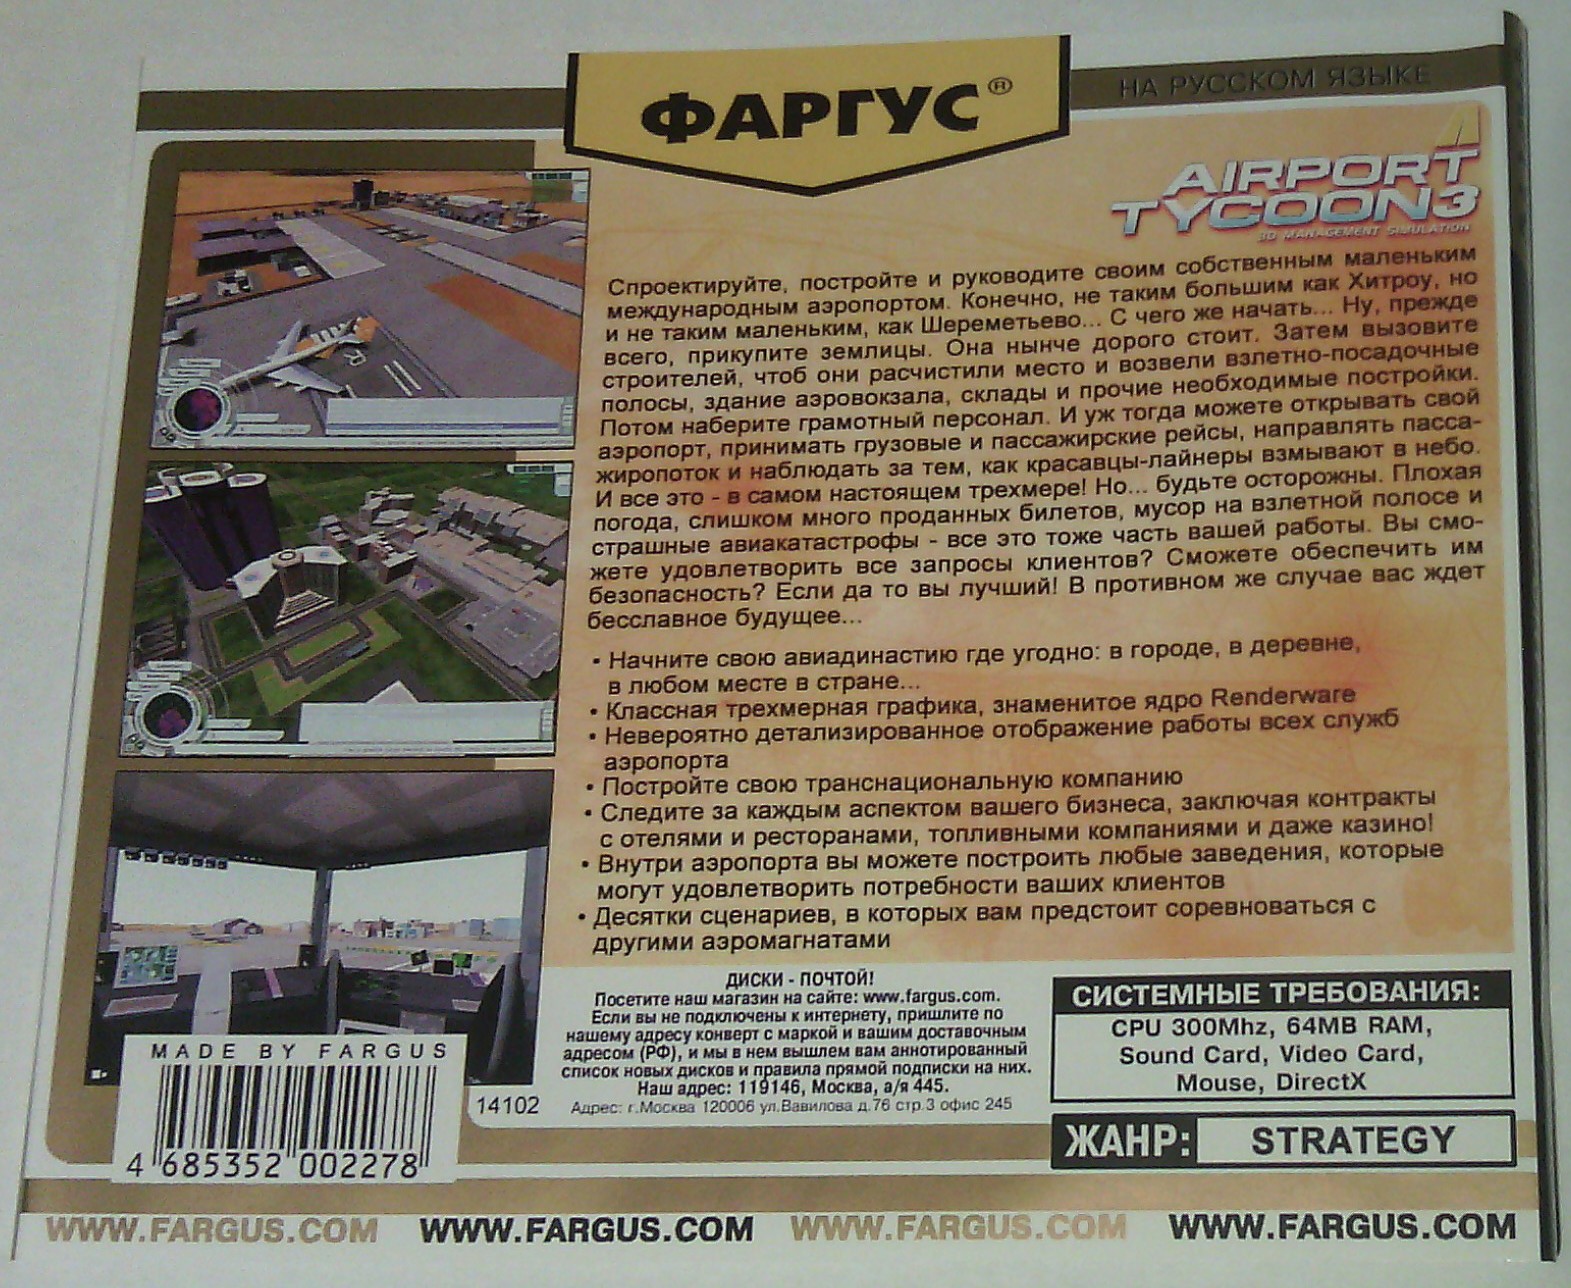 ФАРГУС®
НА РУССКОМ ЯЗЫКЕ
AIRPORT
TYCOON3
3D MANAGEMENT SIMULATION
Спроектируйте, постройте и руководите своим собственным маленьким
международным аэропортом. Конечно, не таким большим как Хитроу, но
и не таким маленьким, как Шереметьево... С чего же начать... Ну, прежде
всего, прикупите землицы. Она нынче дорого стоит. Затем вызовите
строителей, чтоб они расчистили место и возвели взлетно-посадочные
полосы, здание аэровокзала, склады и прочие необходимые постройки.
Потом наберите грамотный персонал. И уж тогда можете открывать свой
аэропорт, принимать грузовые и пассажирские рейсы, направлять пасса-
жиропоток и наблюдать за тем, как красавцы-лайнеры взмывают в небо.
И все это - в самом настоящем трехмере! Но... будьте осторожны. Плохая
погода, слишком много проданных билетов, мусор на взлетной полосе и
страшные авиакатастрофы - все это тоже часть вашей работы. Вы смо-
жете удовлетворить все запросы клиентов? Сможете обеспечить им
безопасность? Если да то вы лучший! В противном же случае вас ждет
бесславное будущее...
• Начните свою авиадинастию где угодно: в городе, в деревне,
в любом месте в стране...
• Классная трехмерная графика, знаменитое ядро Renderware
• Невероятно детализированное отображение работы всех служб
аэропорта
• Постройте свою транснациональную компанию
• Следите за каждым аспектом вашего бизнеса, заключая контракты
с отелями и ресторанами, топливными компаниями и даже казино!
• Внутри аэропорта вы можете построить любые заведения, которые
могут удовлетворить потребности ваших клиентов
• Десятки сценариев, в которых вам предстоит соревноваться с
другими аэромагнатами
ДИСКИ - ПОЧТОЙ!
Посетите наш магазин на сайте: www.fargus.com.
Если вы не подключены к интернету, пришлите по
нашему адресу конверт с маркой и вашим доставочным
адресом (РФ), и мы в нем вышлем вам аннотированный
список новых дисков и правила прямой подписки на них.
Наш адрес: 119146, Москва, а/я 445.
Адрес: г.Москва 120006 ул.Вавилова д.76 стр.3 офис 245
СИСТЕМНЫЕ ТРЕБОВАНИЯ:
CPU 300Mhz, 64MB RAM,
Sound Card, Video Card,
Mouse, DirectX
ЖАНР: STRATEGY
MADE BY FARGUS
4 685352 002278
14102
WWW.FARGUS.COM WWW.FARGUS.COM WWW.FARGUS.COM WWW.FARGUS.COM